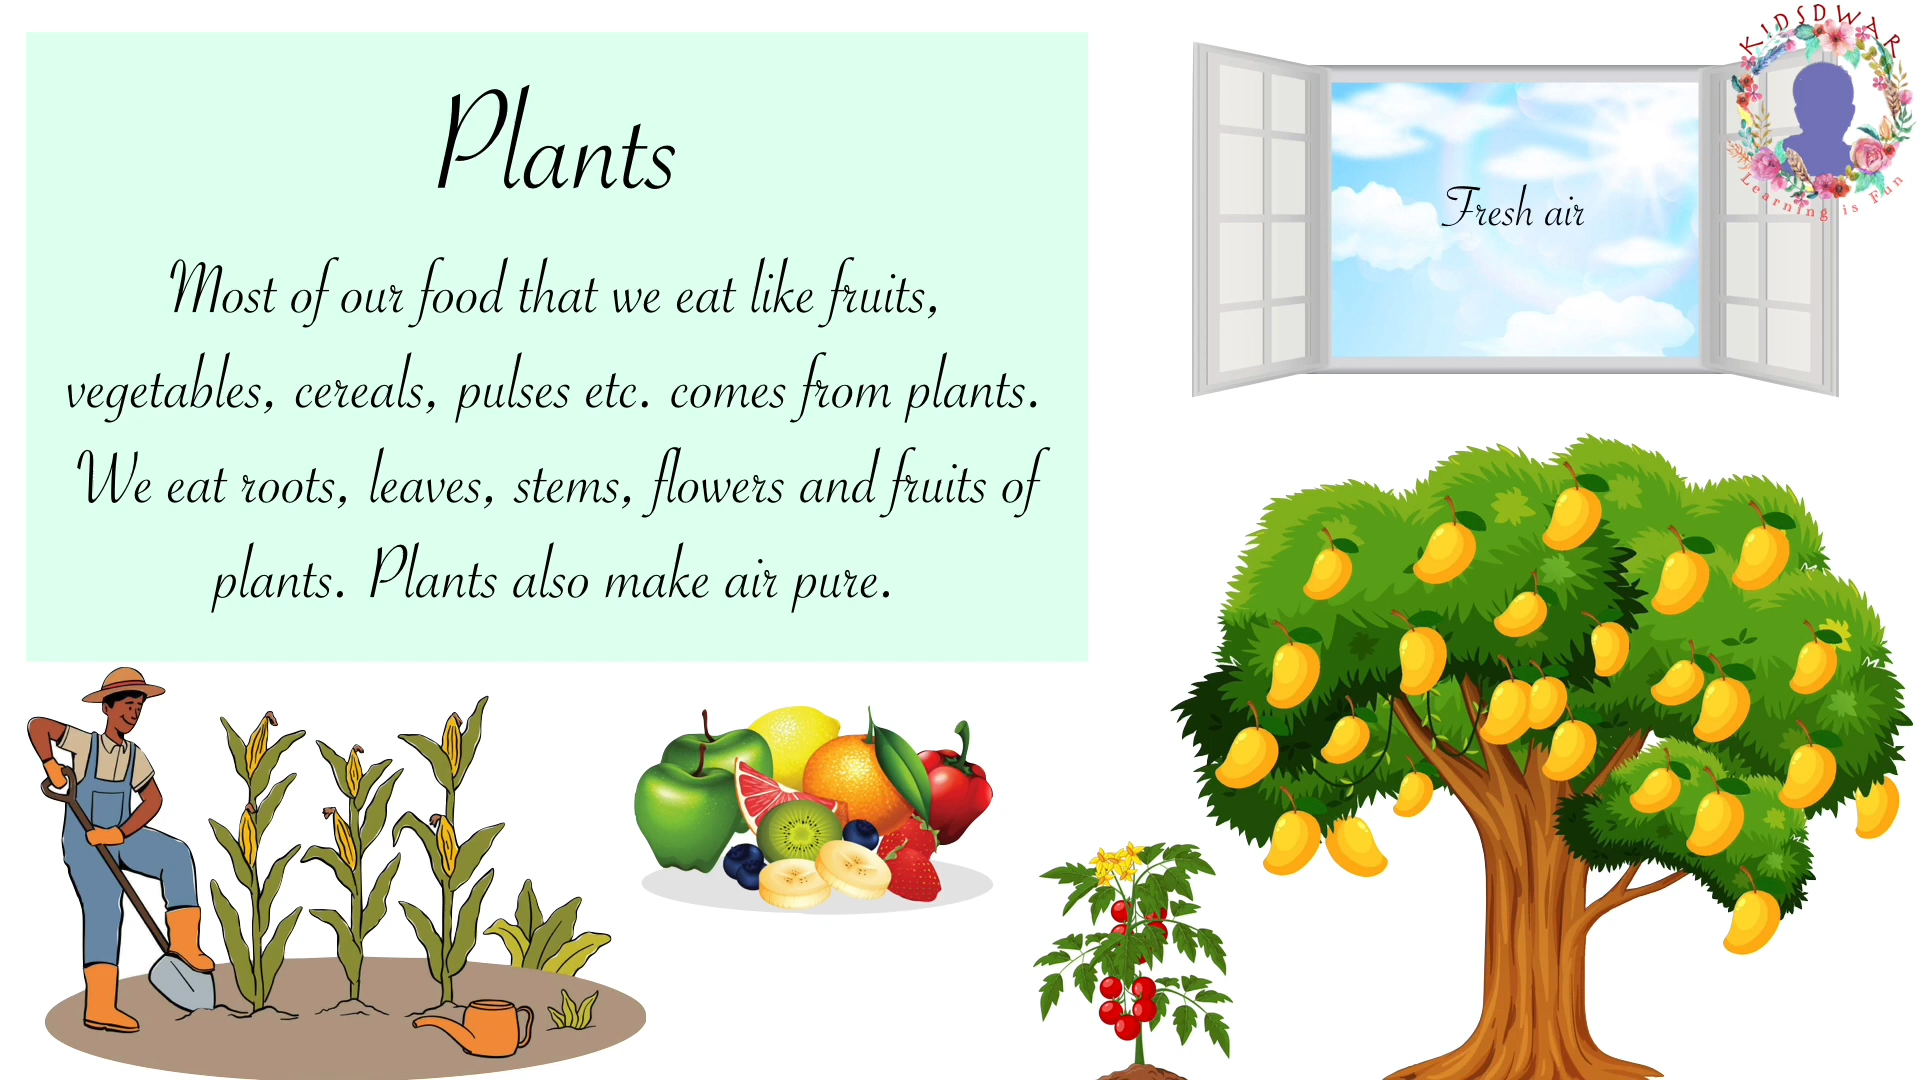 Plants
Most of our food that we eat like fruits,
vegetables, cereals, pulses etc. comes from plants.
We eat roots, leaves, stems, flowers and fruits of
plants. Plants also make air pure.
Fresh air
KIDSDWAR
Learning is Fun